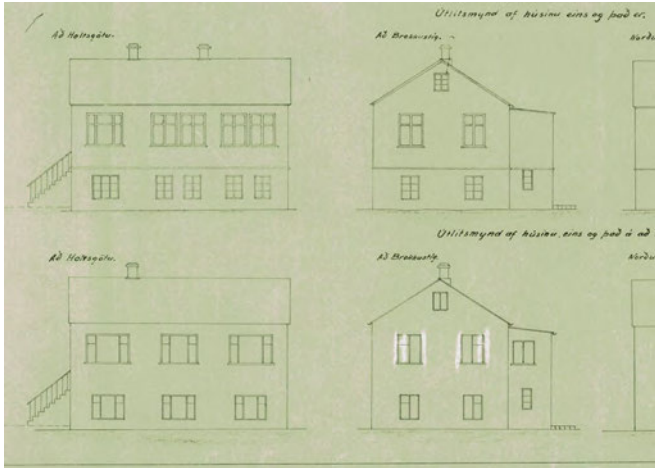 Útlitsmynd af húsinu eins og það er.
Að Holtsgötu.
Að Brekkustíg.
Útlitsmynd af húsinu, eins og það á að
Að Holtsgötu.
Að Brekkustíg.